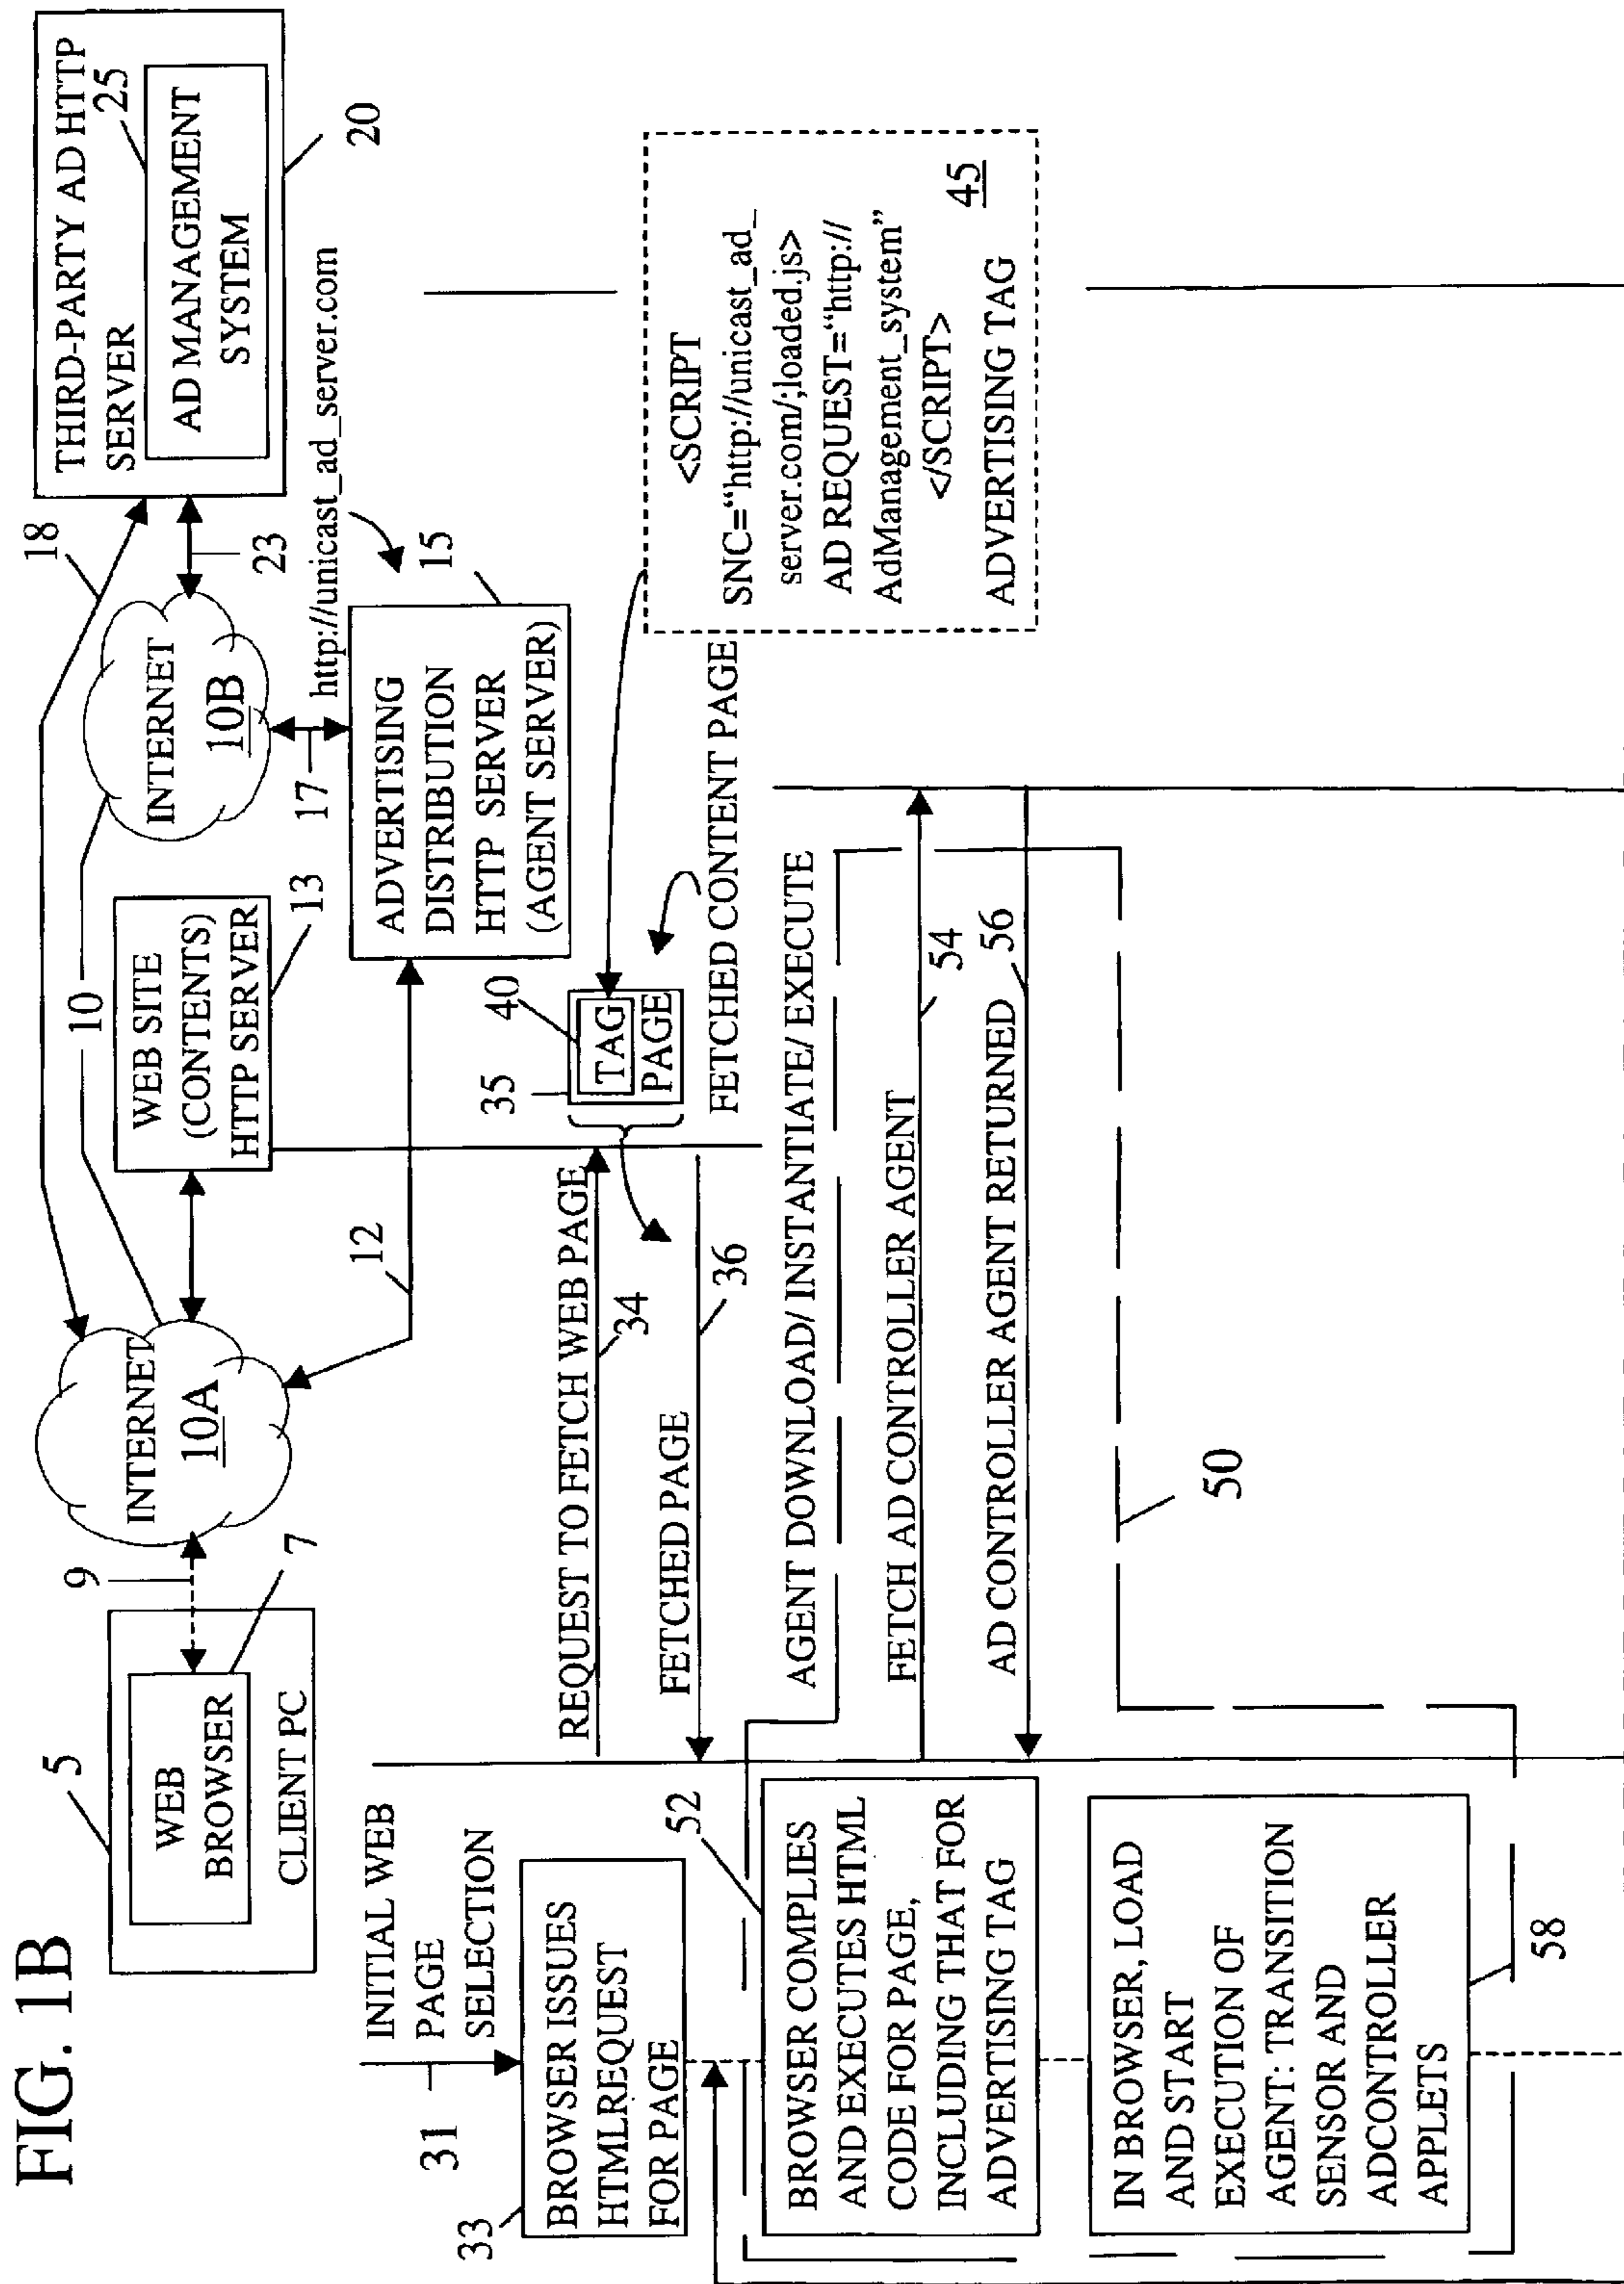 FIG. 1B
5
WEB
BROWSER
CLIENT PC
7
9
INTERNET
10A
10
WEB SITE
(CONTENTS)
HTTP SERVER
13
12
INTERNET
10B
18
23
17
http://unicast_ad_server.com
THIRD-PARTY AD HTTP
SERVER
25
AD MANAGEMENT
SYSTEM
20
ADVERTISING
DISTRIBUTION
HTTP SERVER
(AGENT SERVER)
15
INITIAL WEB
PAGE
SELECTION
31
33
BROWSER ISSUES
HTMLREQUEST
FOR PAGE
REQUEST TO FETCH WEB PAGE
34
FETCHED PAGE
36
35
40
TAG
PAGE
FETCHED CONTENT PAGE
<SCRIPT
SNC="http://unicast_ad_
server.com/;loaded.js>
AD REQUEST="http://
AdManagement_system"
</SCRIPT>
ADVERTISING TAG
45
52
BROWSER COMPLIES
AND EXECUTES HTML
CODE FOR PAGE,
INCLUDING THAT FOR
ADVERTISING TAG
AGENT DOWNLOAD/ INSTANTIATE/ EXECUTE
FETCH AD CONTROLLER AGENT
54
AD CONTROLLER AGENT RETURNED
56
50
IN BROWSER, LOAD
AND START
EXECUTION OF
AGENT: TRANSITION
SENSOR AND
ADCONTROLLER
APPLETS
58